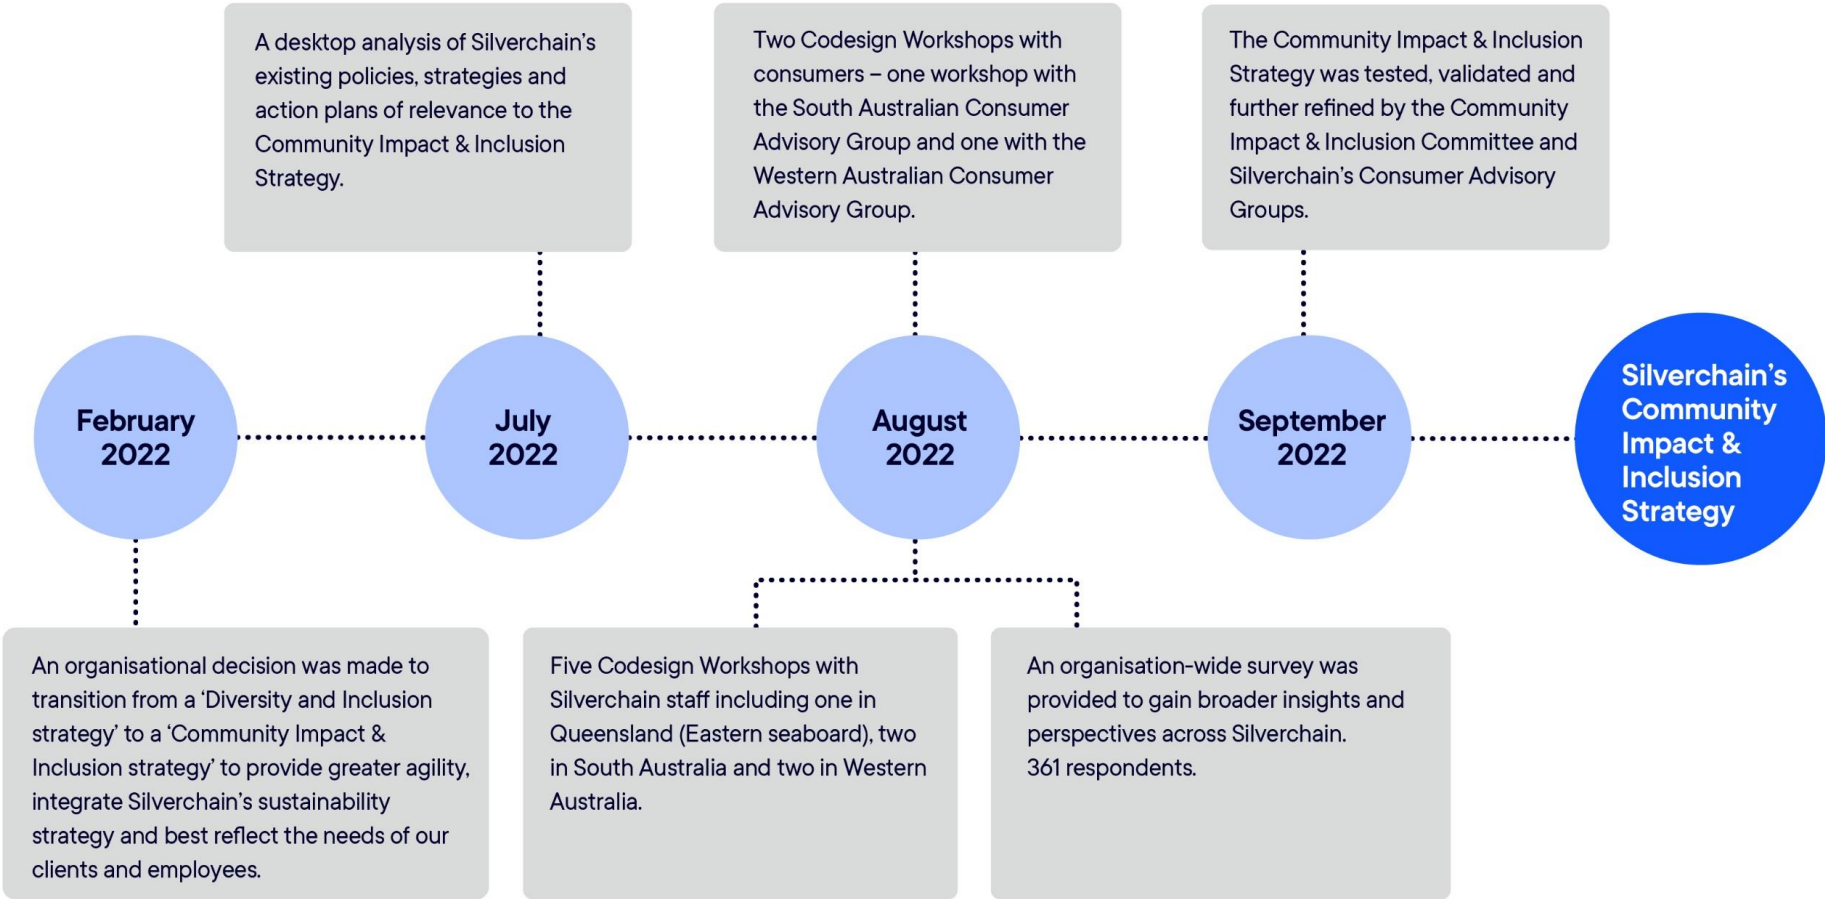 A desktop analysis of Silverchain’s
existing policies, strategies and
action plans of relevance to the
Community Impact & Inclusion
Strategy.
Two Codesign Workshops with
consumers – one workshop with
the South Australian Consumer
Advisory Group and one with the
Western Australian Consumer
Advisory Group.
The Community Impact & Inclusion
Strategy was tested, validated and
further refined by the Community
Impact & Inclusion Committee and
Silverchain’s Consumer Advisory
Groups.
February
2022
July
2022
August
2022
September
2022
Silverchain’s
Community
Impact &
Inclusion
Strategy
An organisational decision was made to
transition from a ‘Diversity and Inclusion
strategy’ to a ‘Community Impact &
Inclusion strategy’ to provide greater agility,
integrate Silverchain’s sustainability
strategy and best reflect the needs of our
clients and employees.
Five Codesign Workshops with
Silverchain staff including one in
Queensland (Eastern seaboard), two
in South Australia and two in Western
Australia.
An organisation-wide survey was
provided to gain broader insights and
perspectives across Silverchain.
361 respondents.